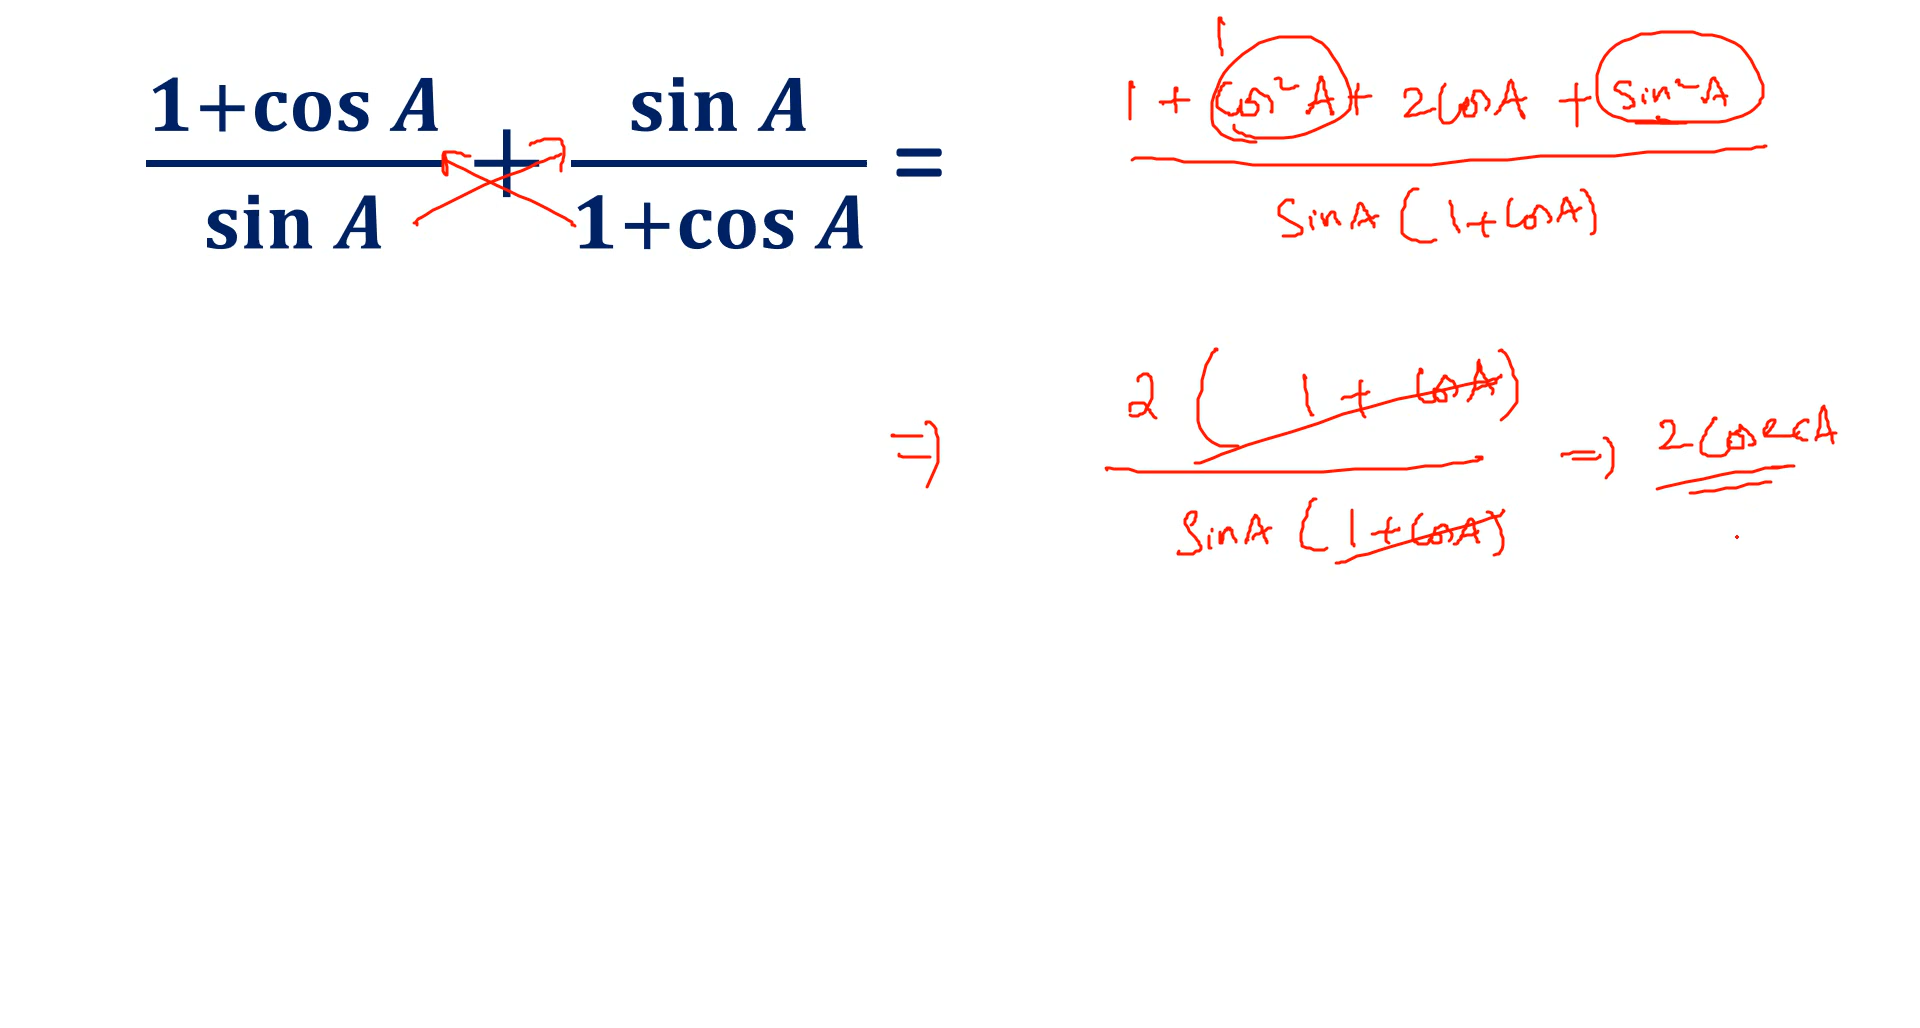 1+cos A / sin A + sin A / 1+cos A =
1
1 + Cos²A + 2CosA + Sin²A
SinA (1+CosA)
=> 2 (1 + CosA) / SinA (1+CosA) => 2CosecA